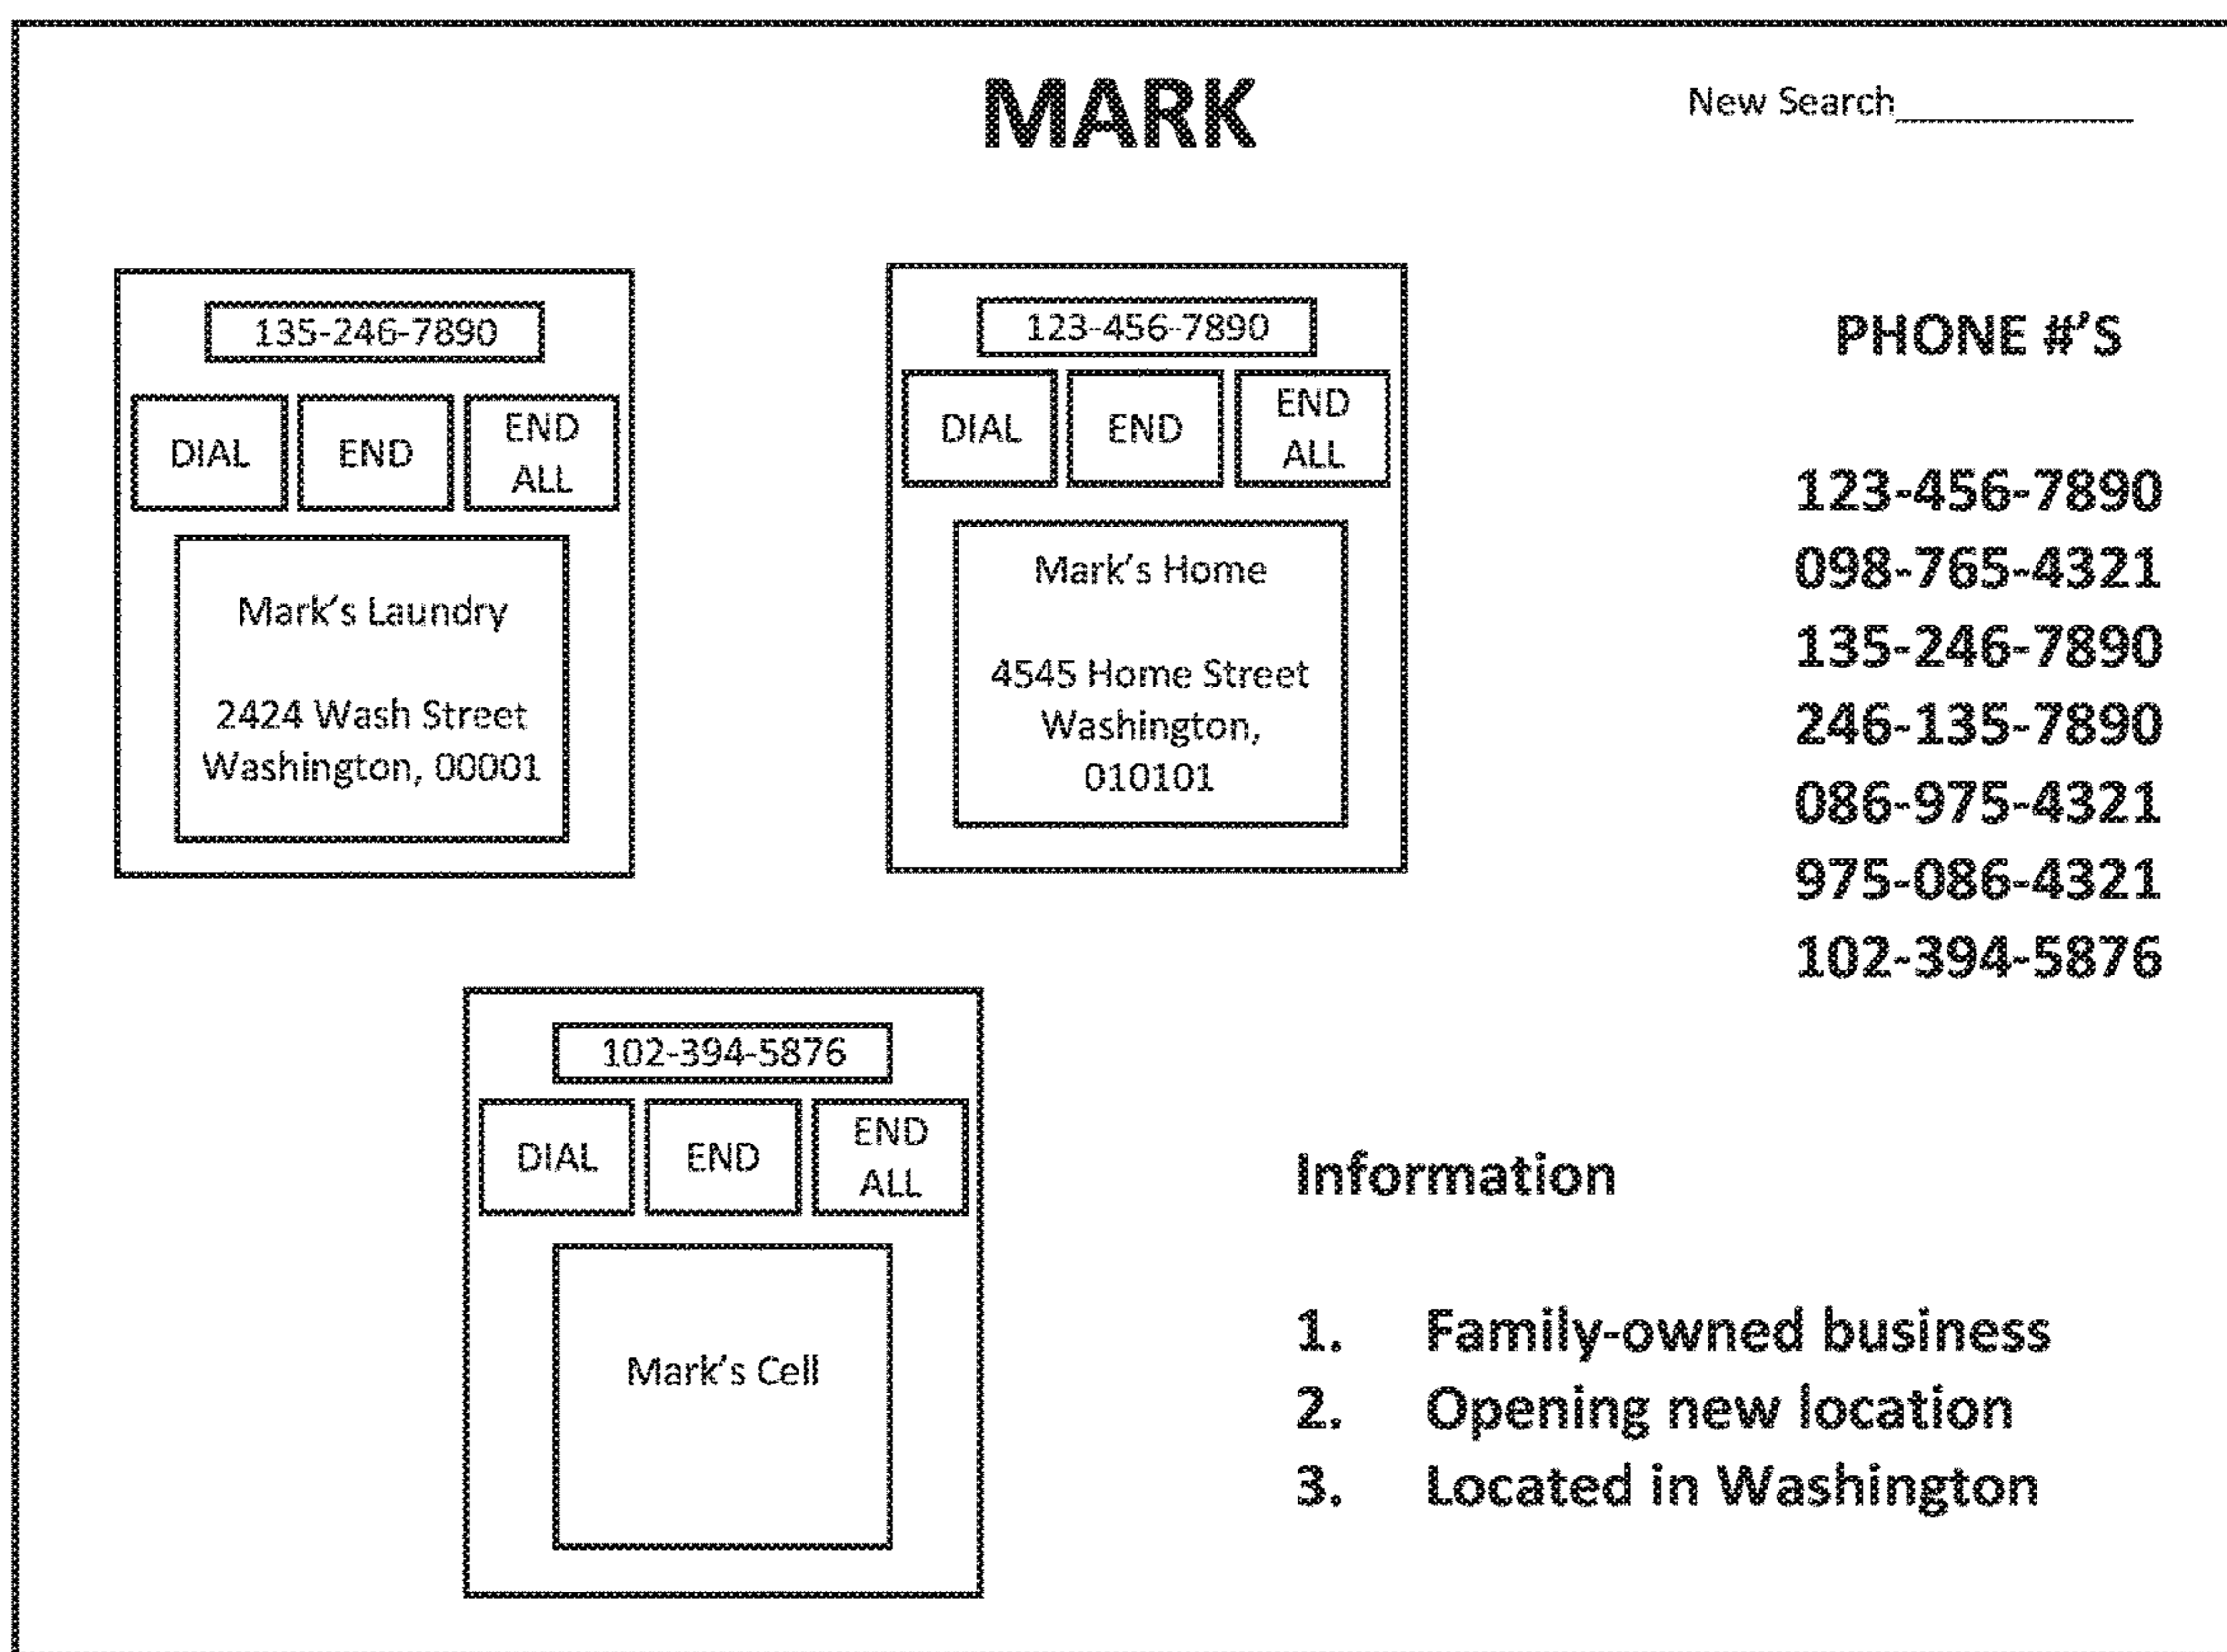 MARK
New Search
135-246-7890
DIAL
END
END
ALL
Mark's Laundry
2424 Wash Street
Washington, 00001
123-456-7890
DIAL
END
END
ALL
Mark's Home
4545 Home Street
Washington,
010101
PHONE #'S
123-456-7890
098-765-4321
135-246-7890
246-135-7890
086-975-4321
975-086-4321
102-394-5876
102-394-5876
DIAL
END
END
ALL
Mark's Cell
Information
1. Family-owned business
2. Opening new location
3. Located in Washington